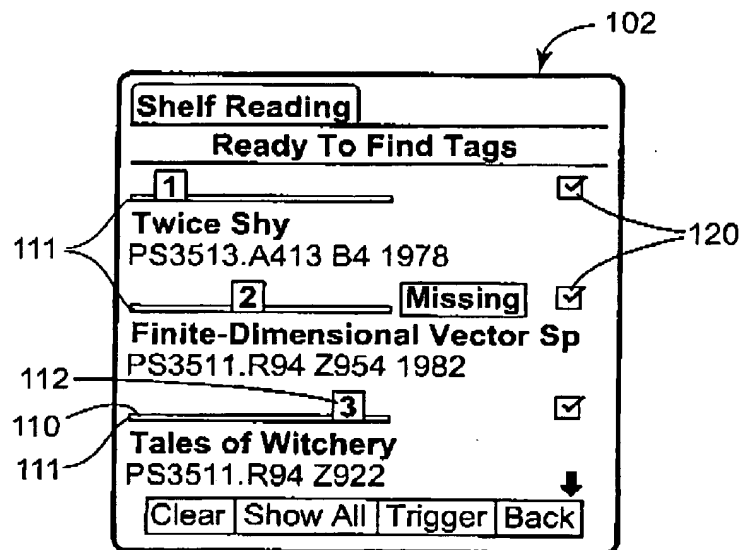 102
Shelf Reading
Ready To Find Tags
1
Twice Shy
PS3513.A413 B4 1978
111
120
2 Missing
Finite-Dimensional Vector Sp
PS3511.R94 Z954 1982
112
3
110
111
Tales of Witchery
PS3511.R94 Z922
Clear Show All Trigger Back